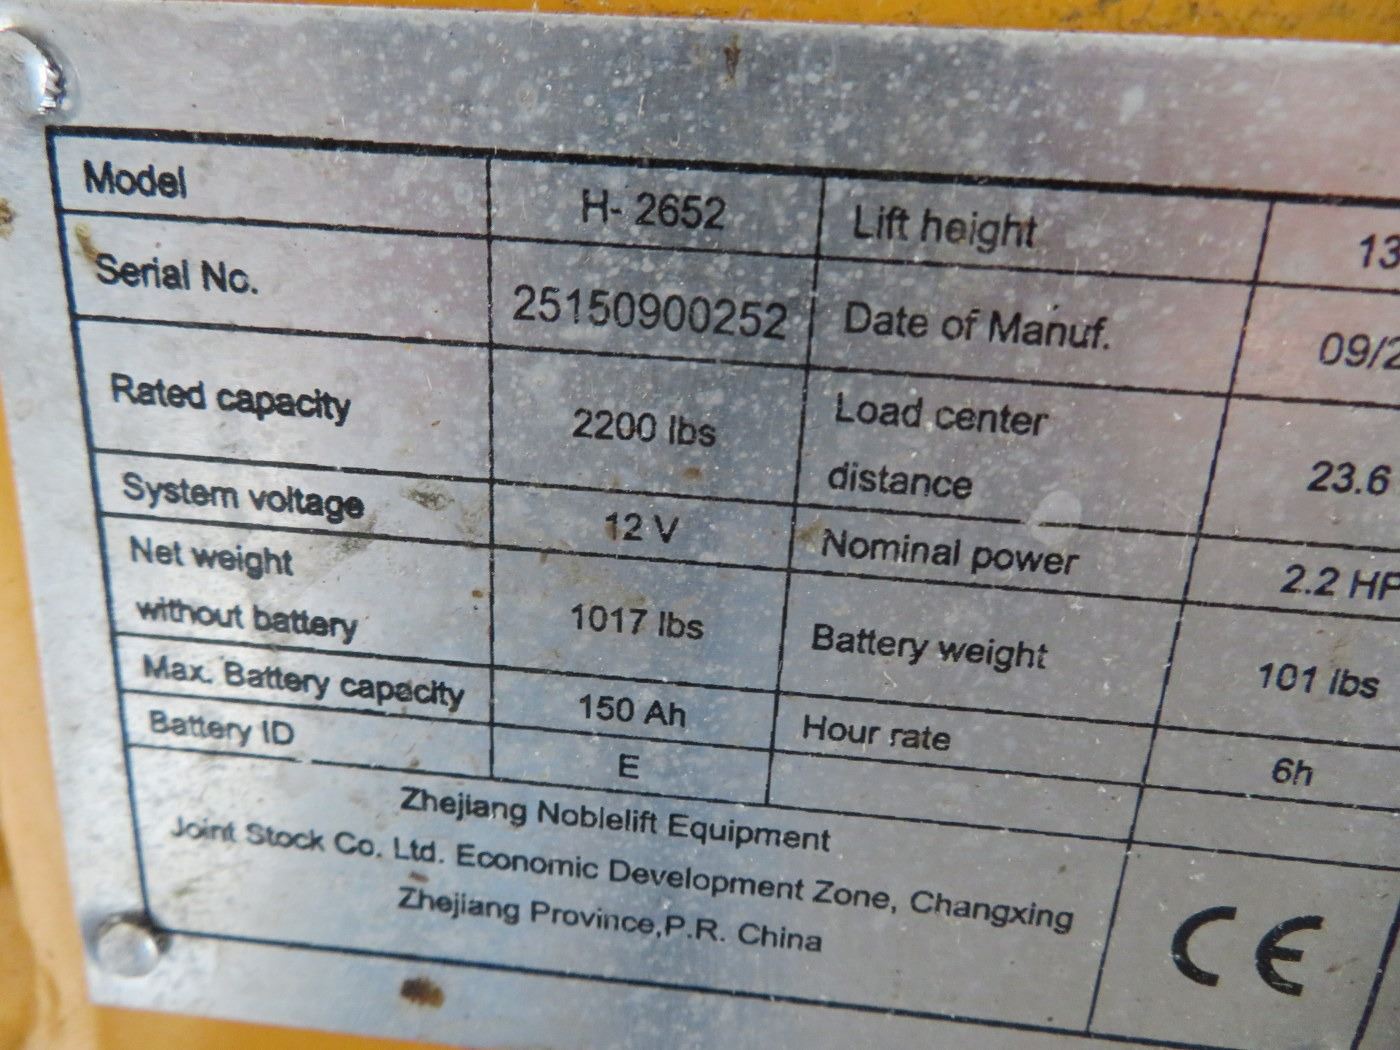 Model H- 2652 Lift height 13
Serial No. 25150900252 Date of Manuf. 09/2
Rated capacity 2200 lbs Load center
distance 23.6
System voltage 12 V Nominal power 2.2 HP
Net weight
without battery 1017 lbs Battery weight 101 lbs
Max. Battery capacity 150 Ah Hour rate 6h
Battery ID E
Zhejiang Noblelift Equipment
Joint Stock Co. Ltd. Economic Development Zone, Changxing
Zhejiang Province,P.R. China
CE